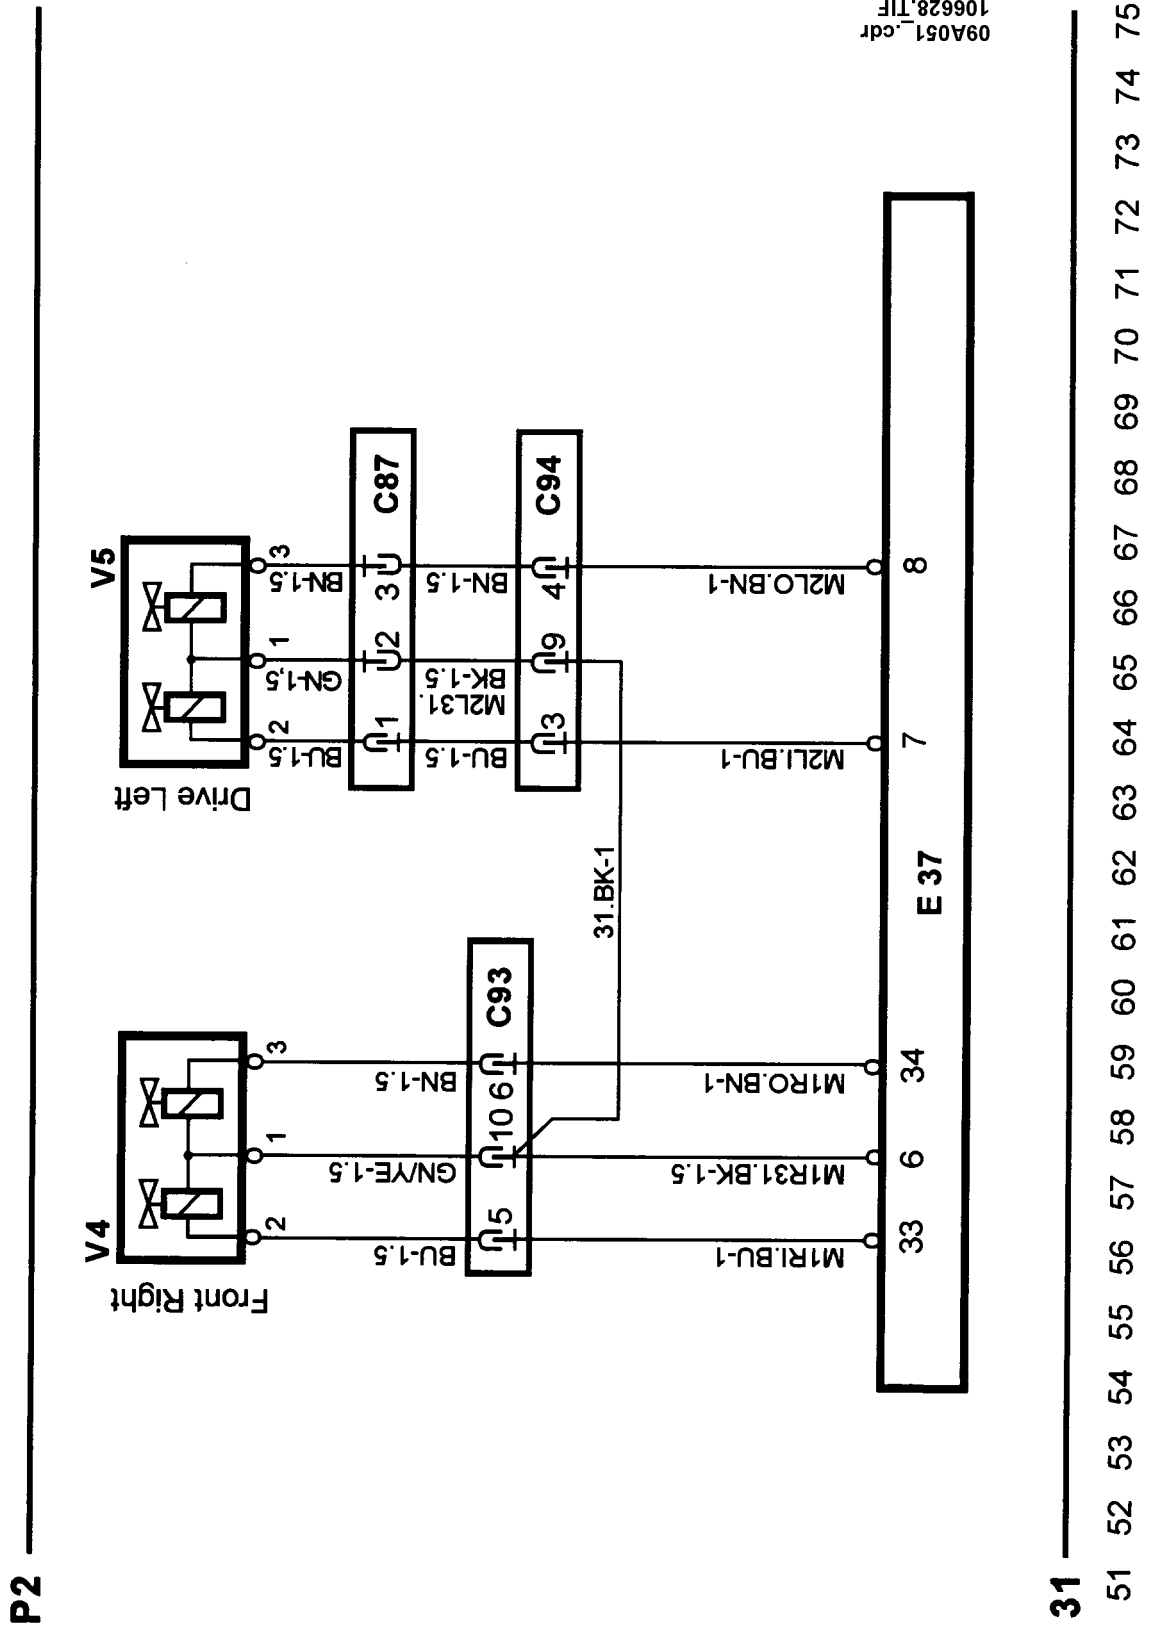 P2
V4
Front Right
2
1
3
BU-1.5
GN/YE-1.5
BN-1.5
C93
5
10
6
M1RI.BU-1
M1R31.BK-1.5
M1RO.BN-1
33
6
34
31.BK-1
V5
Drive Left
2
1
3
BU-1.5
GN-1,5
BN-1.5
C87
1
2
3
BU-1.5
M2L31.
BK-1.5
BN-1.5
C94
3
9
4
M2LI.BU-1
M2LO.BN-1
7
8
E 37
31
51 52 53 54 55 56 57 58 59 60 61 62 63 64 65 66 67 68 69 70 71 72 73 74 75
09A051_.cdr
106628.TIF